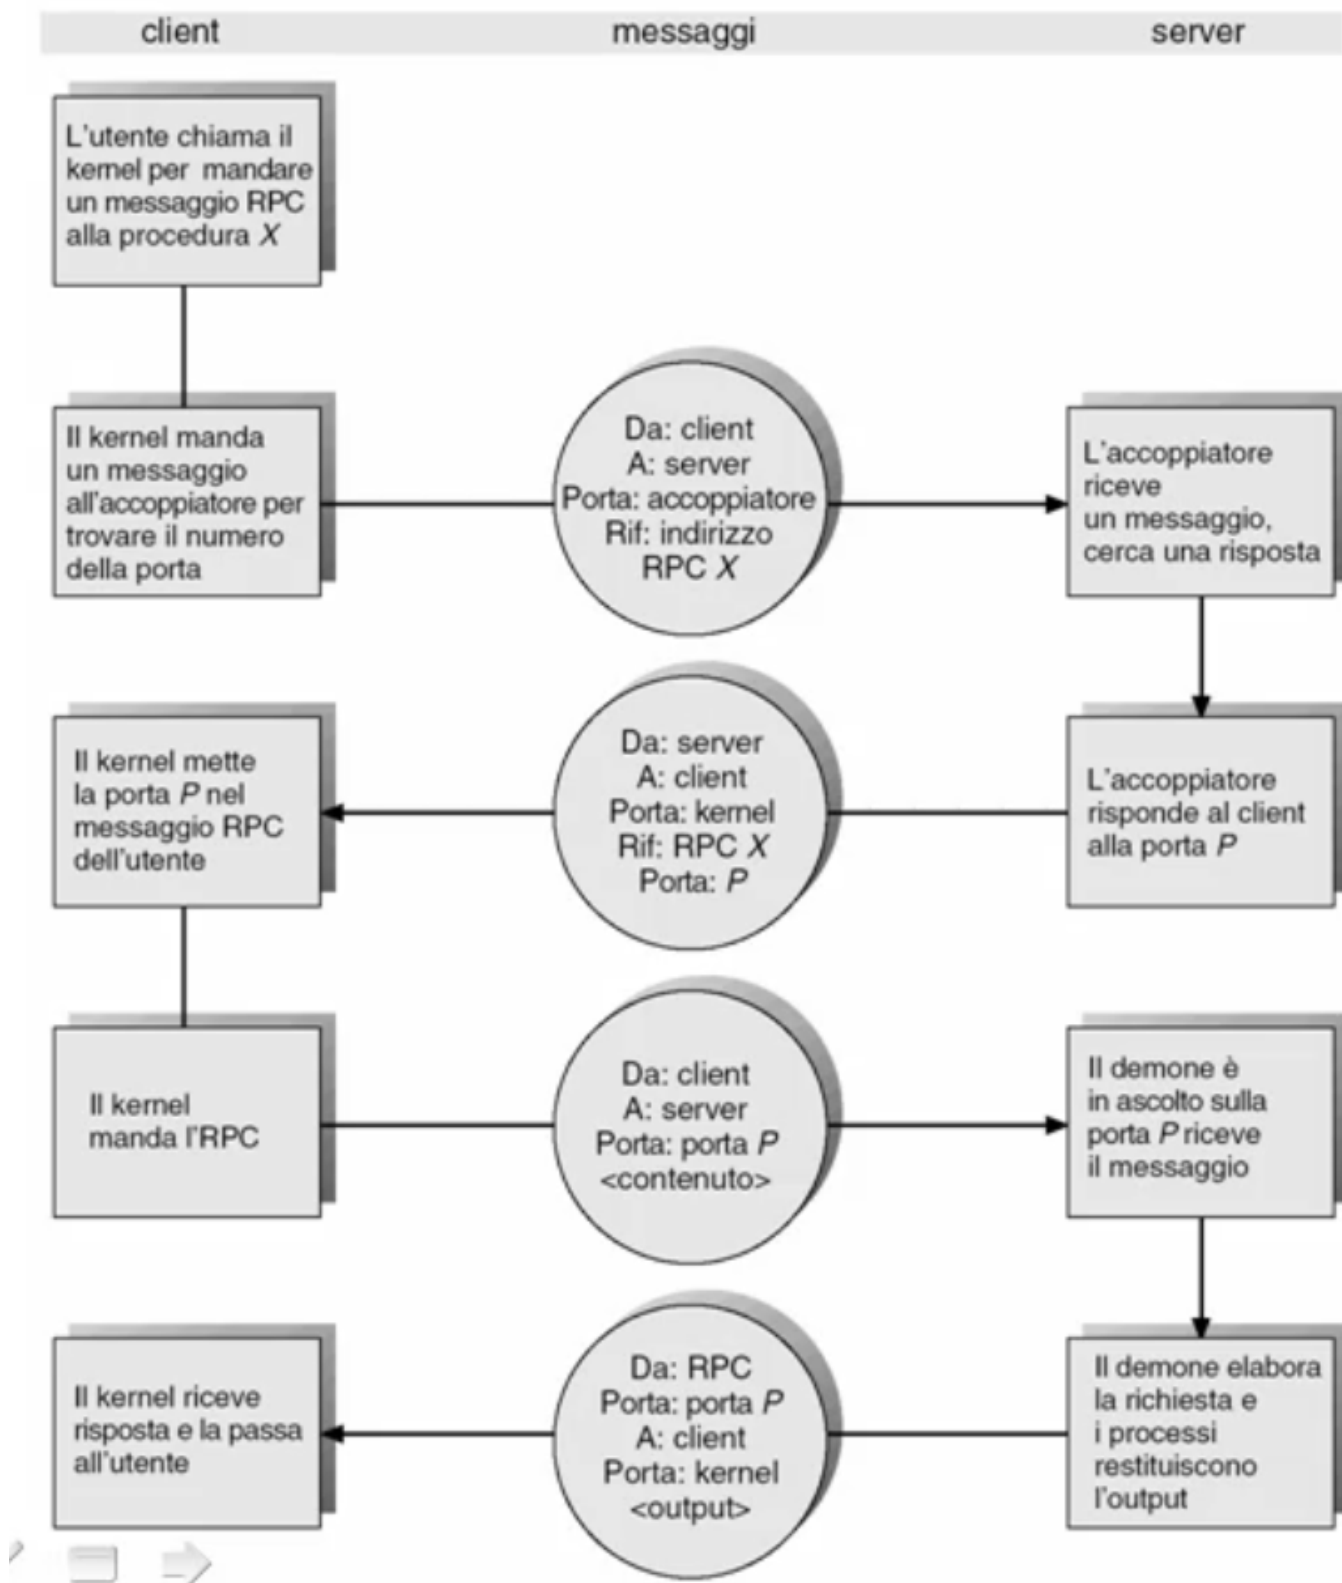 client
messaggi
server
L'utente chiama il
kernel per mandare
un messaggio RPC
alla procedura X
Il kernel manda
un messaggio
all'accoppiatore per
trovare il numero
della porta
Da: client
A: server
Porta: accoppiatore
Rif: indirizzo
RPC X
L'accoppiatore
riceve
un messaggio,
cerca una risposta
Il kernel mette
la porta P nel
messaggio RPC
dell'utente
Da: server
A: client
Porta: kernel
Rif: RPC X
Porta: P
L'accoppiatore
risponde al client
alla porta P
Il kernel
manda l'RPC
Da: client
A: server
Porta: porta P
<contenuto>
Il demone è
in ascolto sulla
porta P riceve
il messaggio
Il kernel riceve
risposta e la passa
all'utente
Da: RPC
Porta: porta P
A: client
Porta: kernel
<output>
Il demone elabora
la richiesta e
i processi
restituiscono
l'output